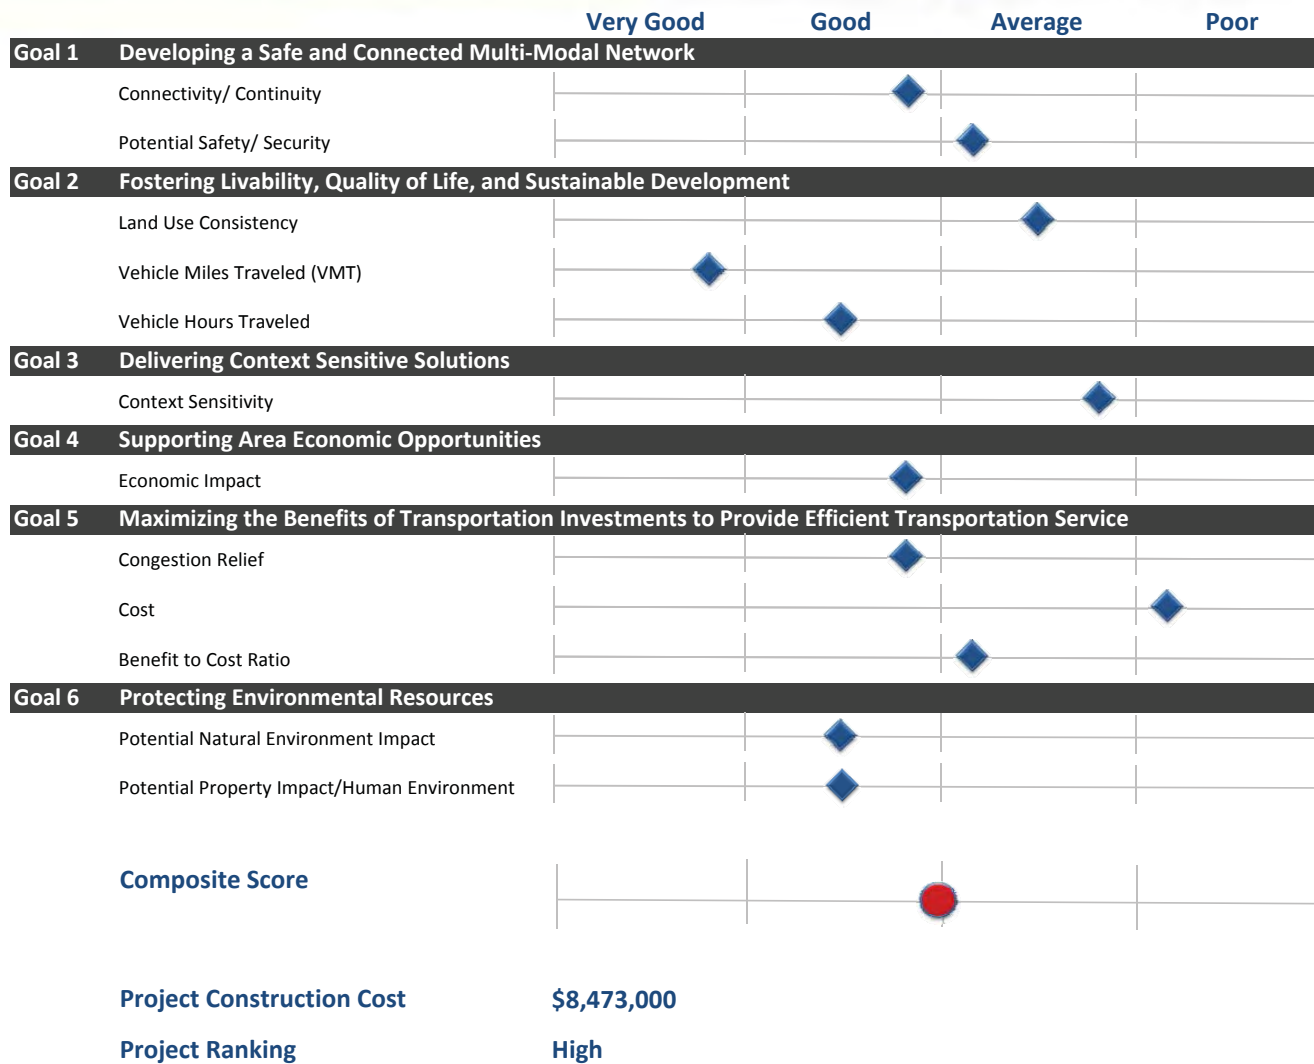 Very Good Good Average Poor
Goal 1 Developing a Safe and Connected Multi-Modal Network
Connectivity/ Continuity
Potential Safety/ Security
Goal 2 Fostering Livability, Quality of Life, and Sustainable Development
Land Use Consistency
Vehicle Miles Traveled (VMT)
Vehicle Hours Traveled
Goal 3 Delivering Context Sensitive Solutions
Context Sensitivity
Goal 4 Supporting Area Economic Opportunities
Economic Impact
Goal 5 Maximizing the Benefits of Transportation Investments to Provide Efficient Transportation Service
Congestion Relief
Cost
Benefit to Cost Ratio
Goal 6 Protecting Environmental Resources
Potential Natural Environment Impact
Potential Property Impact/Human Environment
Composite Score
Project Construction Cost $8,473,000
Project Ranking High